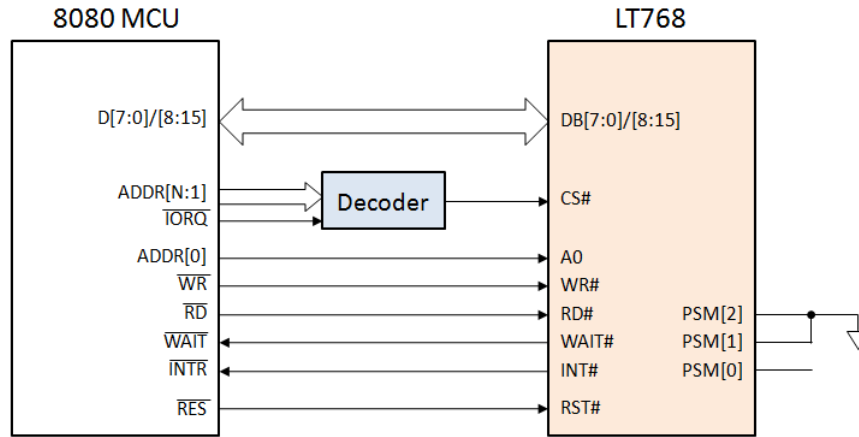 8080 MCU
LT768
D[7:0]/[8:15]
DB[7:0]/[8:15]
ADDR[N:1]
IORQ
Decoder
CS#
ADDR[0]
A0
WR
WR#
RD
RD#
PSM[2]
WAIT
WAIT#
PSM[1]
INTR
INT#
PSM[0]
RES
RST#